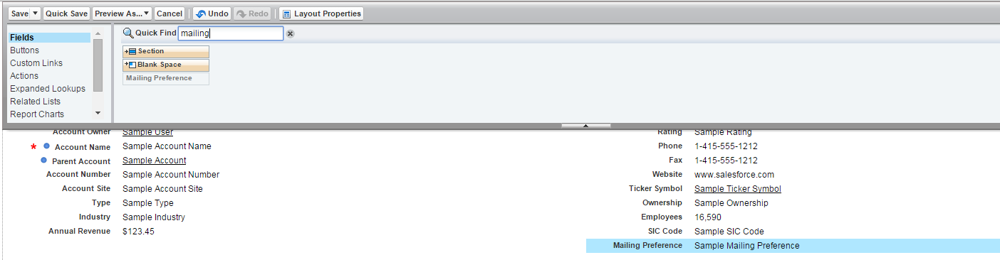 Save Quick Save Preview As... Cancel Undo Redo Layout Properties
Quick Find mailing
Fields
Buttons
Custom Links
Actions
Expanded Lookups
Related Lists
Report Charts
Section
Blank Space
Mailing Preference
Account Owner Sample User Rating Sample Rating
* Account Name Sample Account Name Phone 1-415-555-1212
Parent Account Sample Account Fax 1-415-555-1212
Account Number Sample Account Number Website www.salesforce.com
Account Site Sample Account Site Ticker Symbol Sample Ticker Symbol
Type Sample Type Ownership Sample Ownership
Industry Sample Industry Employees 16,590
Annual Revenue $123.45 SIC Code Sample SIC Code
Mailing Preference Sample Mailing Preference